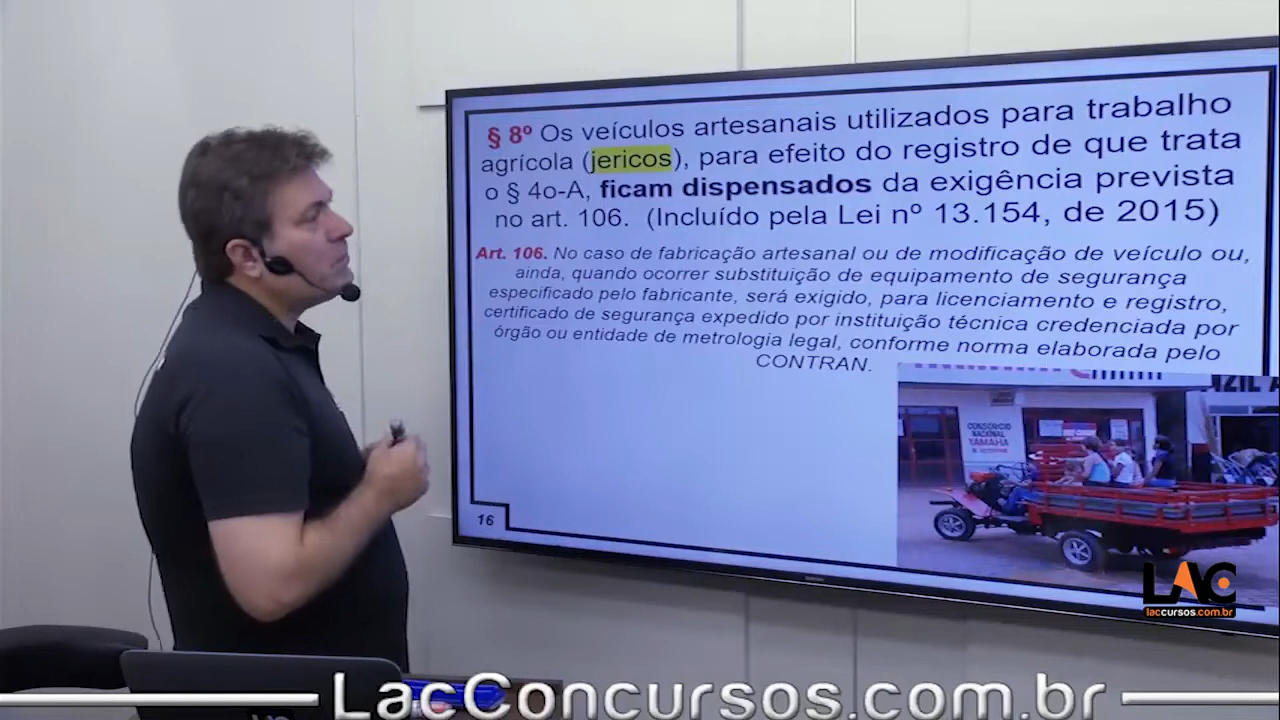 § 8º Os veículos artesanais utilizados para trabalho
agrícola (jericos), para efeito do registro de que trata
o § 4o-A, ficam dispensados da exigência prevista
no art. 106. (Incluído pela Lei nº 13.154, de 2015)
Art. 106. No caso de fabricação artesanal ou de modificação de veículo ou,
ainda, quando ocorrer substituição de equipamento de segurança
especificado pelo fabricante, será exigido, para licenciamento e registro,
certificado de segurança expedido por instituição técnica credenciada por
órgão ou entidade de metrologia legal, conforme norma elaborada pelo
CONTRAN.
CONSÓRCIO
NACIONAL
YAMAHA
16
LAC
laccursos.com.br
LacConcursos.com.br